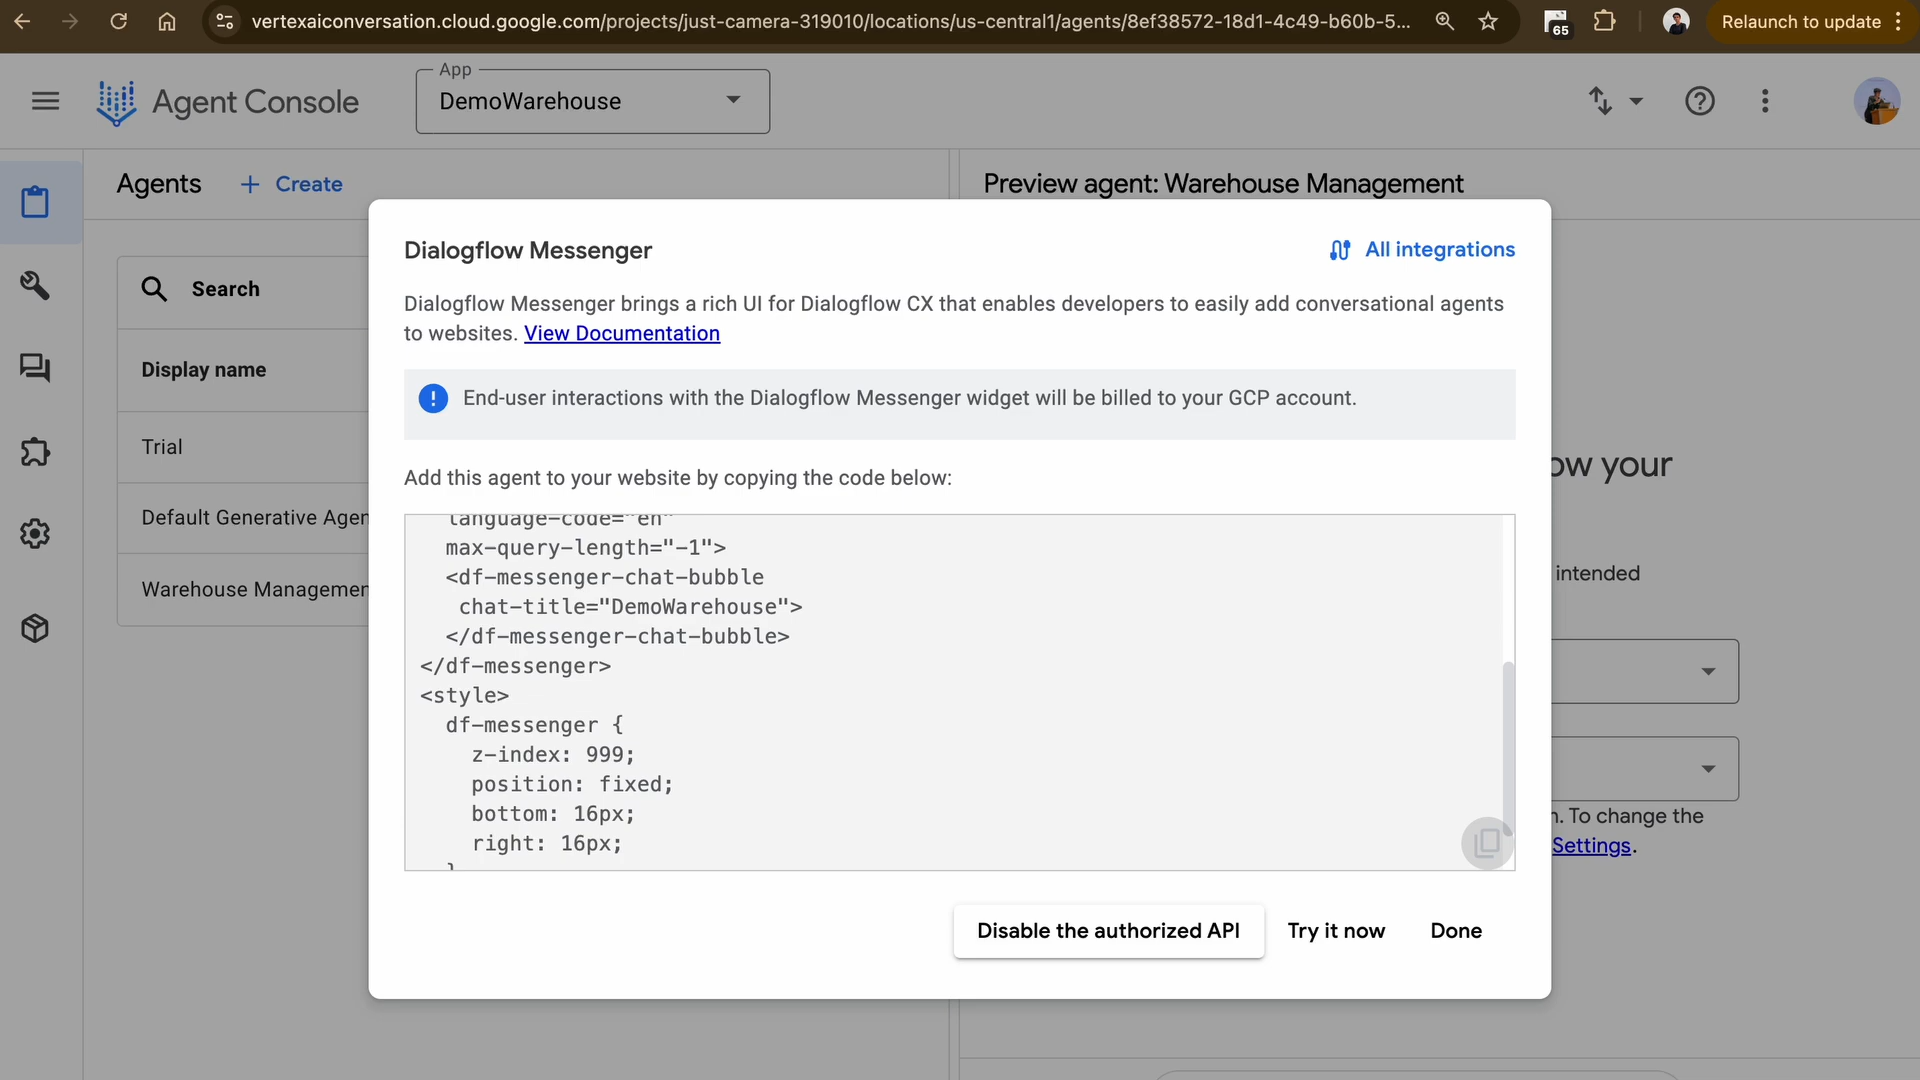 vertexaiconversation.cloud.google.com/projects/just-camera-319010/locations/us-central1/agents/8ef38572-18d1-4c49-b60b-5...
65
Relaunch to update
Agent Console
App
DemoWarehouse
Agents
+ Create
Preview agent: Warehouse Management
Search
Display name
Trial
Default Generative Agen
Warehouse Managemen
Dialogflow Messenger
All integrations
Dialogflow Messenger brings a rich UI for Dialogflow CX that enables developers to easily add conversational agents
to websites. View Documentation
End-user interactions with the Dialogflow Messenger widget will be billed to your GCP account.
Add this agent to your website by copying the code below:
language-code="en"
max-query-length="-1">
<df-messenger-chat-bubble
chat-title="DemoWarehouse">
</df-messenger-chat-bubble>
</df-messenger>
<style>
df-messenger {
z-index: 999;
position: fixed;
bottom: 16px;
right: 16px;
}
Disable the authorized API
Try it now
Done
ow your
intended
n. To change the
Settings.